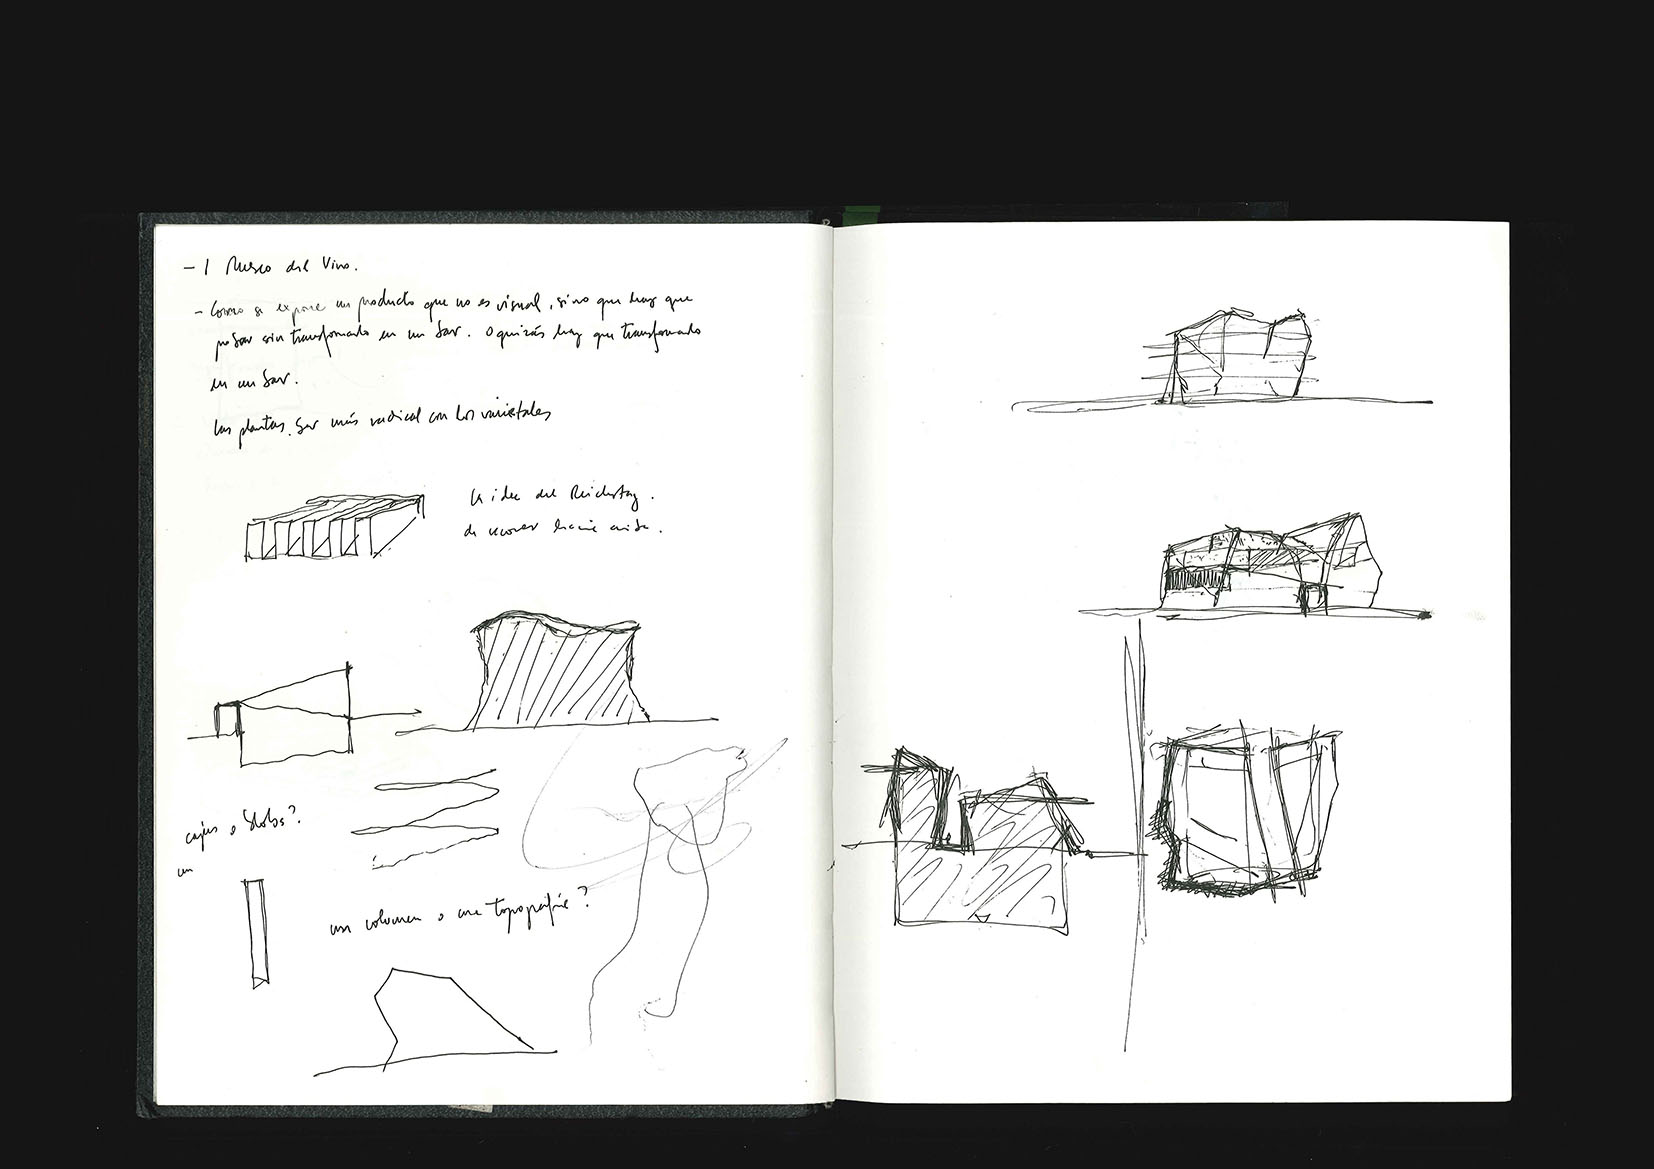 - 1 Museo del Vino.
- Como se expone un producto que no es visual, sino que hay que
probar sin transformarlo en un bar. O quizás hay que transformarlo
en un bar.
las plantas. Ser más radical con los varietales
la idea del Reichstag.
de recorrer hacia
cajas o blobs?
un
un volumen o una topografía?